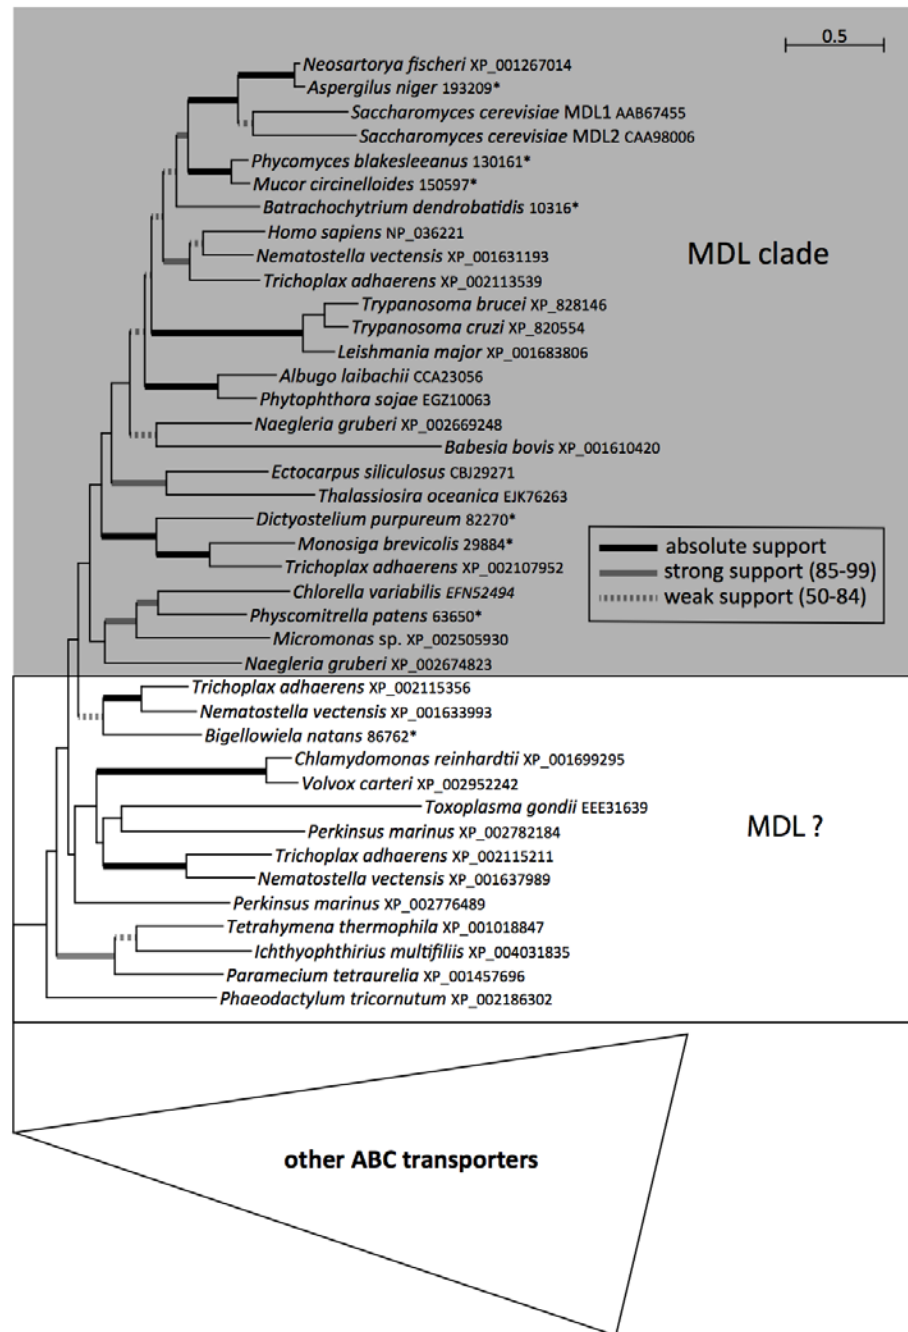 0.5
Neosartorya fischeri XP_001267014
Aspergilus niger 193209*
Saccharomyces cerevisiae MDL1 AAB67455
Saccharomyces cerevisiae MDL2 CAA98006
Phycomyces blakesleeanus 130161*
Mucor circinelloides 150597*
Batrachochytrium dendrobatidis 10316*
Homo sapiens NP_036221
Nematostella vectensis XP_001631193
MDL clade
Trichoplax adhaerens XP_002113539
Trypanosoma brucei XP_828146
Trypanosoma cruzi XP_820554
Leishmania major XP_001683806
Albugo laibachii CCA23056
Phytophthora sojae EGZ10063
Naegleria gruberi XP_002669248
Babesia bovis XP_001610420
Ectocarpus siliculosus CBJ29271
Thalassiosira oceanica EJK76263
Dictyostelium purpureum 82270*
Monosiga brevicolis 29884*
Trichoplax adhaerens XP_002107952
absolute support
strong support (85-99)
weak support (50-84)
Chlorella variabilis EFN52494
Physcomitrella patens 63650*
Micromonas sp. XP_002505930
Naegleria gruberi XP_002674823
Trichoplax adhaerens XP_002115356
Nematostella vectensis XP_001633993
Bigellowiela natans 86762*
Chlamydomonas reinhardtii XP_001699295
Volvox carteri XP_002952242
Toxoplasma gondii EEE31639
Perkinsus marinus XP_002782184
MDL ?
Trichoplax adhaerens XP_002115211
Nematostella vectensis XP_001637989
Perkinsus marinus XP_002776489
Tetrahymena thermophila XP_001018847
Ichthyophthirius multifiliis XP_004031835
Paramecium tetraurelia XP_001457696
Phaeodactylum tricornutum XP_002186302
other ABC transporters